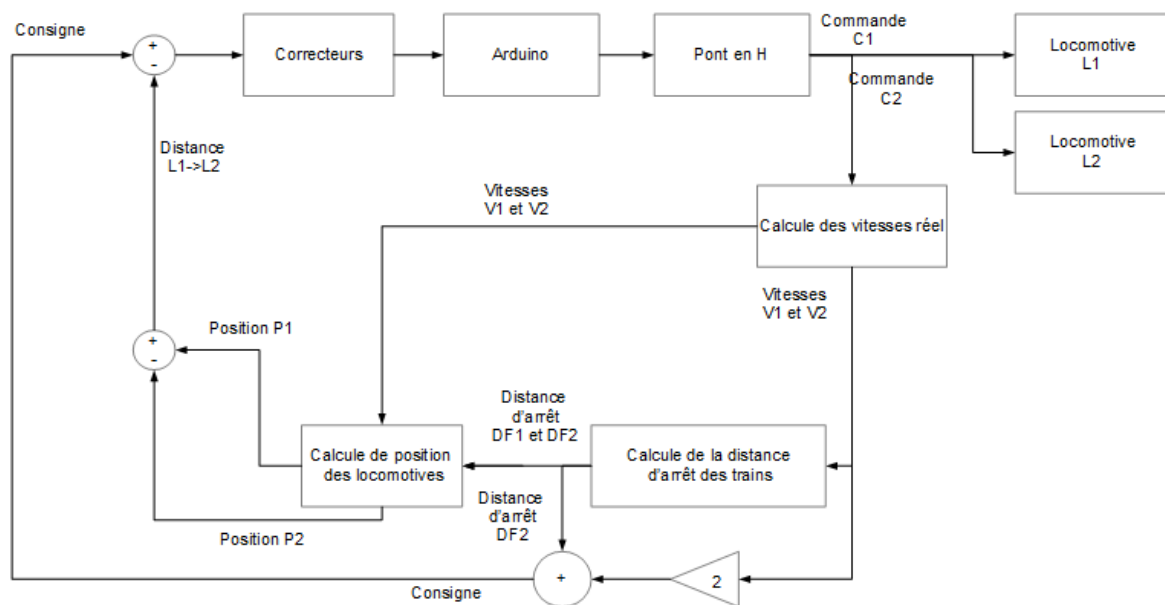 Consigne
+
-
Correcteurs
Arduino
Pont en H
Commande
C1
Locomotive
L1
Commande
C2
Locomotive
L2
Distance
L1->L2
Vitesses
V1 et V2
Calcule des vitesses réel
Vitesses
V1 et V2
+
-
Position P1
Distance
d'arrêt
DF1 et DF2
Calcule de position
des locomotives
Calcule de la distance
d'arrêt des trains
Distance
d'arrêt
DF2
Position P2
+
2
Consigne